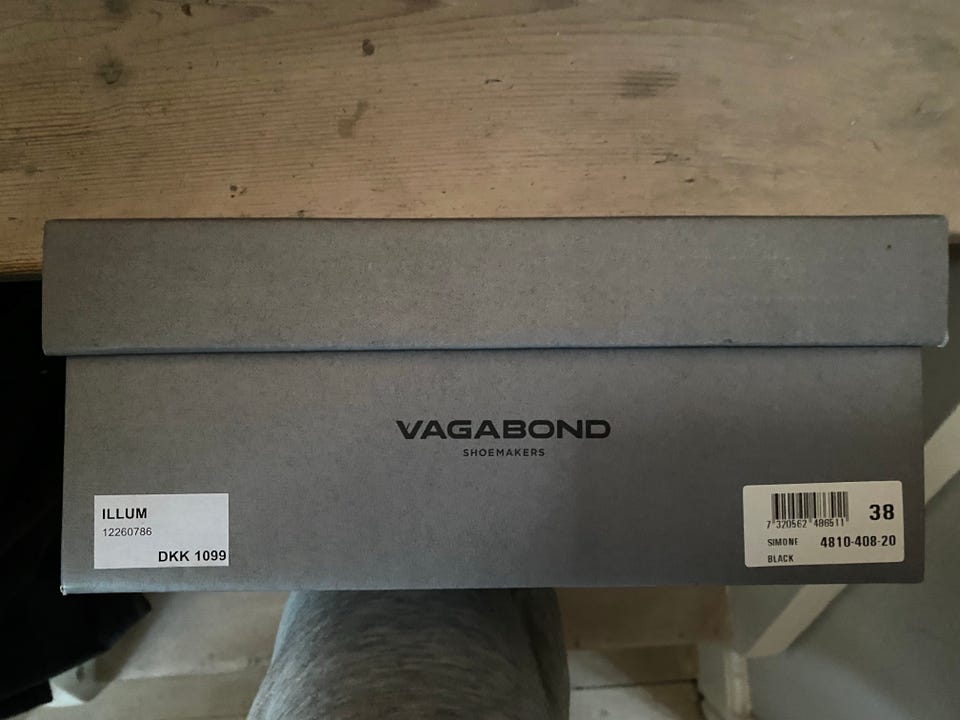 VAGABOND
SHOEMAKERS
ILLUM
12260786
DKK 1099
7 320562 486511
38
SIMONE 4810-408-20
BLACK